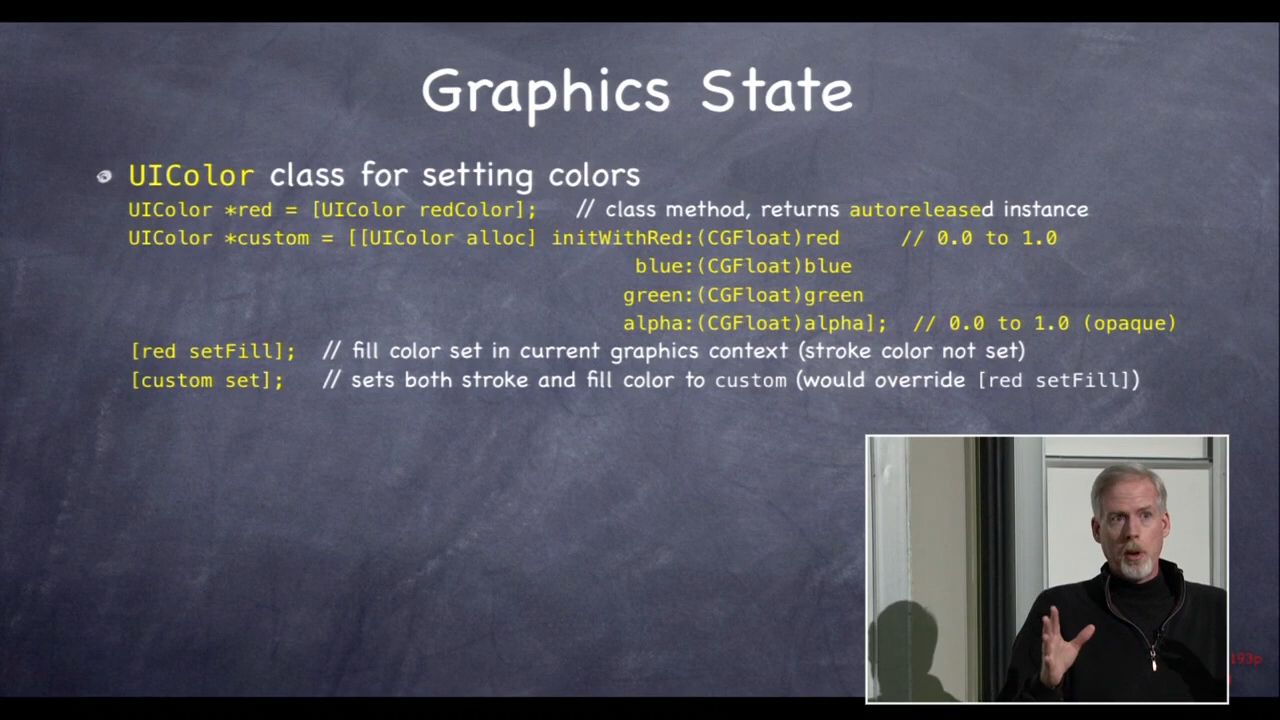 Graphics State
UIColor class for setting colors
UIColor *red = [UIColor redColor]; // class method, returns autoreleased instance
UIColor *custom = [[UIColor alloc] initWithRed:(CGFloat)red // 0.0 to 1.0
blue:(CGFloat)blue
green:(CGFloat)green
alpha:(CGFloat)alpha]; // 0.0 to 1.0 (opaque)
[red setFill]; // fill color set in current graphics context (stroke color not set)
[custom set]; // sets both stroke and fill color to custom (would override [red setFill])
193p